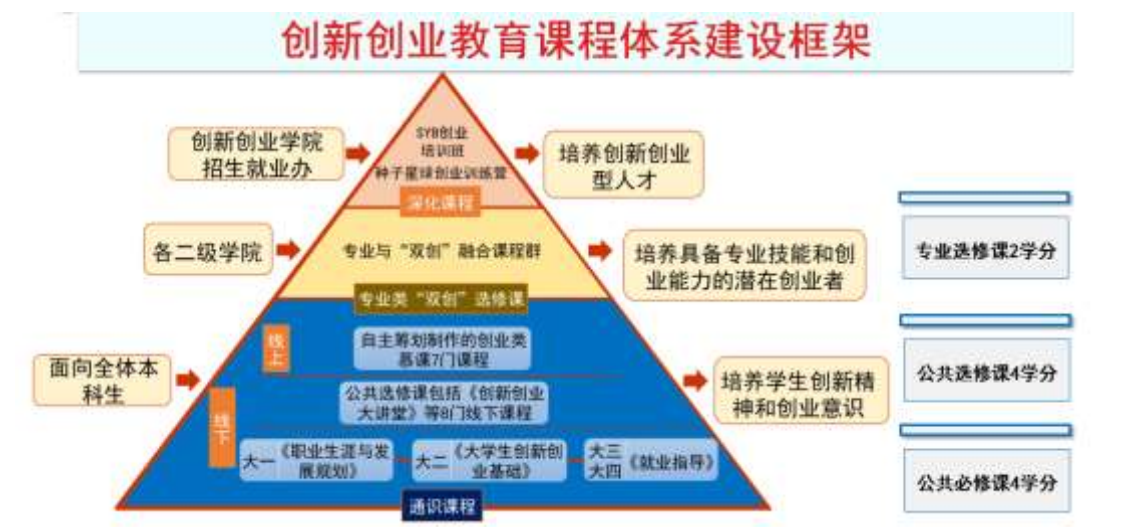 创新创业教育课程体系建设框架
SYB创业
培训班
种子星球创业训练营
深化课程
创新创业学院
招生就业办
培养创新创业
型人才
各二级学院
专业与“双创”融合课程群
培养具备专业技能和创
业能力的潜在创业者
专业类“双创”选修课
线上
自主筹划制作的创业类
慕课7门课程
面向全体本
科生
公共选修课包括《创新创业
大讲堂》等8门线下课程
培养学生创新精
神和创业意识
线下
大一《职业生涯与发
展规划》
大二《大学生创新创
业基础》
大三
大四《就业指导》
通识课程
专业选修课2学分
公共选修课4学分
公共必修课4学分